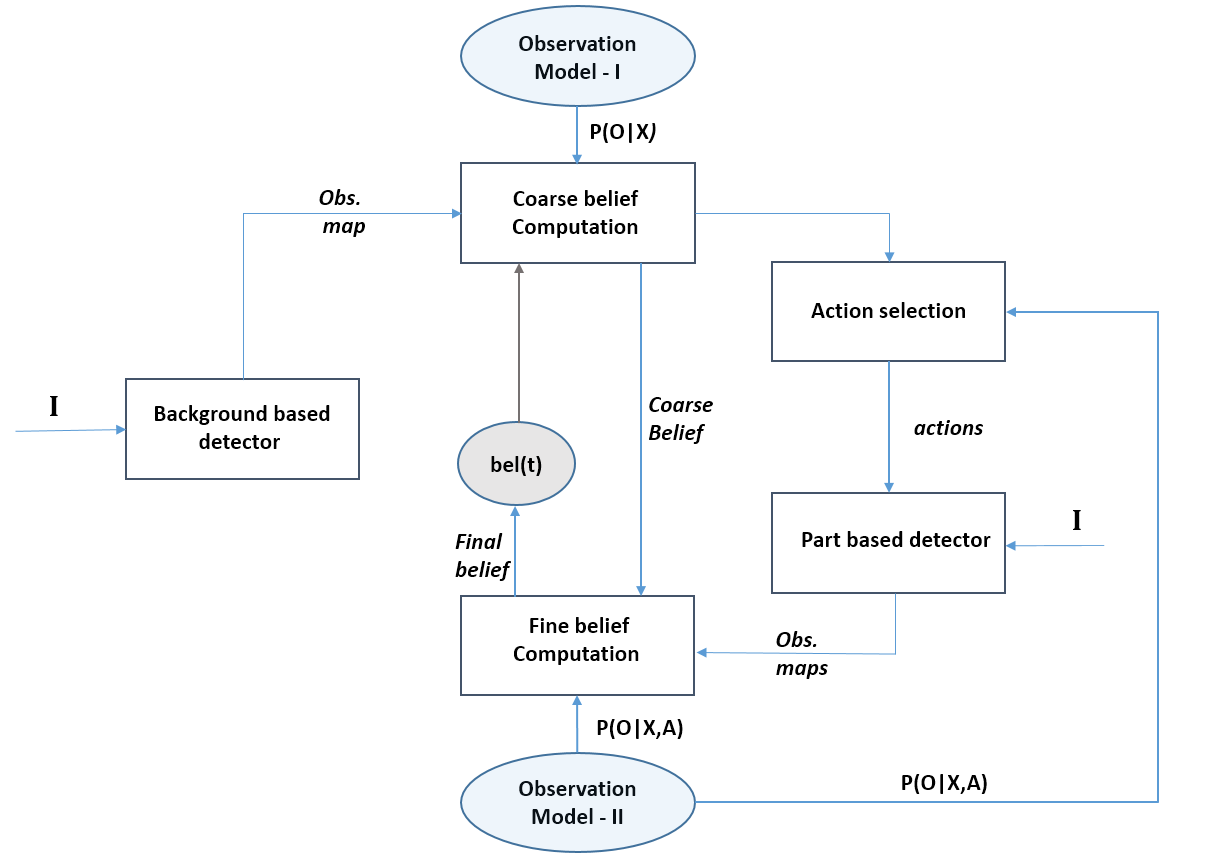 Observation
Model - I
P(O|X)
Obs.
map
Coarse belief
Computation
Action selection
I
Background based
detector
Coarse
Belief
actions
bel(t)
I
Part based detector
Final
belief
Fine belief
Computation
Obs.
maps
P(O|X,A)
Observation
Model - II
P(O|X,A)